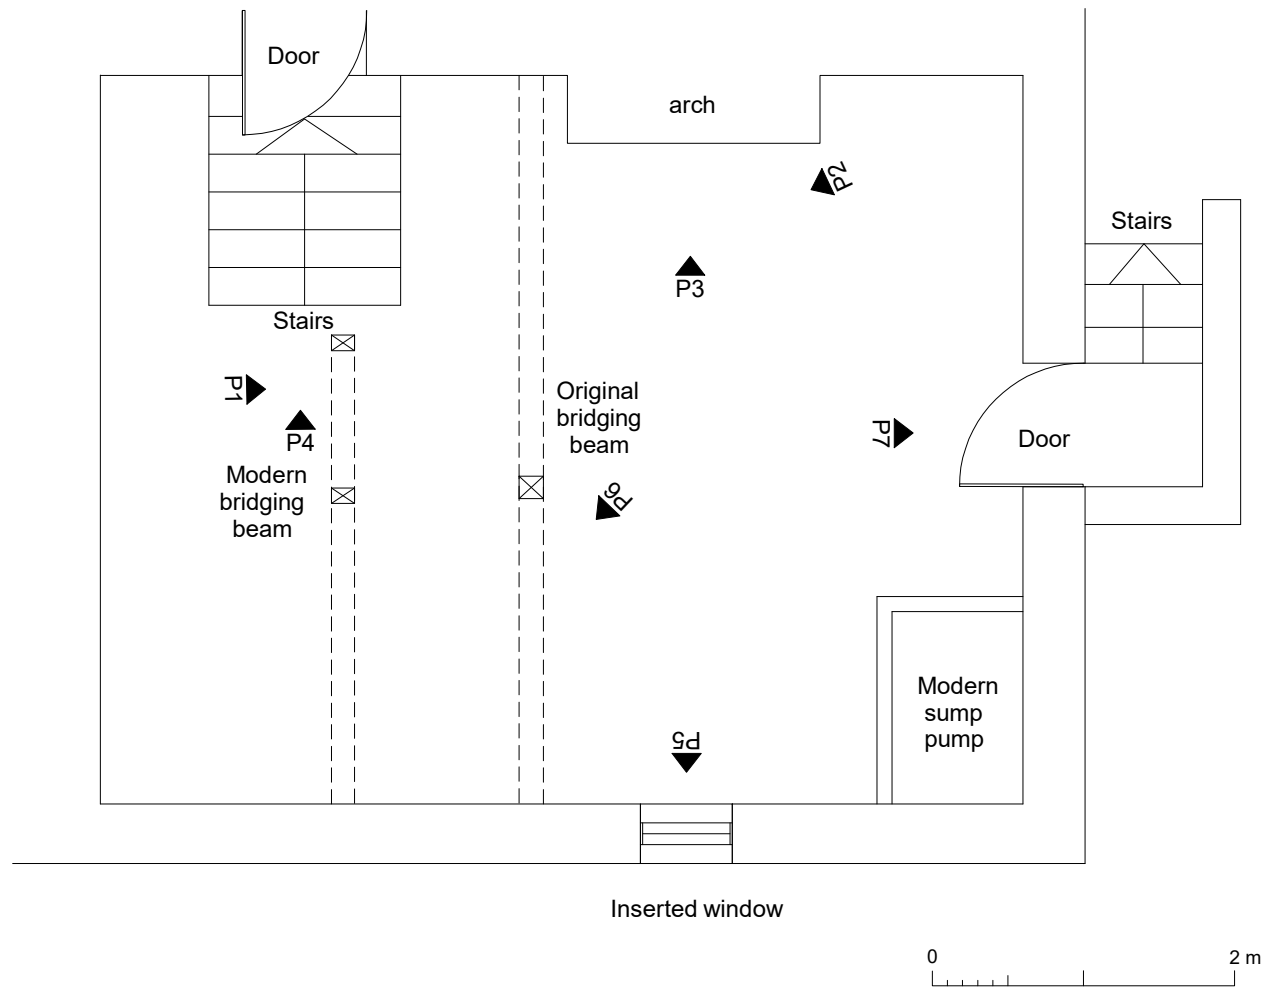 Door
arch
P2
Stairs
P3
Stairs
P1
P4
Original
bridging
beam
P7
Door
Modern
bridging
beam
P6
Modern
sump
pump
P5
Inserted window
0
2 m